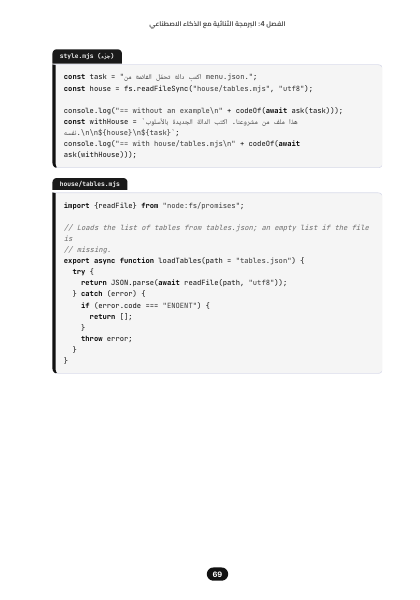 الفصل 4: البرمجة الثنائية مع الذكاء الاصطناعي
style.mjs (جزء)
const task = "اكتب دالة تحمّل القائمة من menu.json.";
const house = fs.readFileSync("house/tables.mjs", "utf8");
console.log("== without an example\n" + codeOf(await ask(task)));
const withHouse = `هذا ملف من مشروعنا. اكتب الدالة الجديدة بالأسلوب
نفسه.\n\n${house}\n${task}`;
console.log("== with house/tables.mjs\n" + codeOf(await
ask(withHouse)));
house/tables.mjs
import {readFile} from "node:fs/promises";
// Loads the list of tables from tables.json; an empty list if the file
is
// missing.
export async function loadTables(path = "tables.json") {
  try {
    return JSON.parse(await readFile(path, "utf8"));
  } catch (error) {
    if (error.code === "ENOENT") {
      return [];
    }
    throw error;
  }
}
69